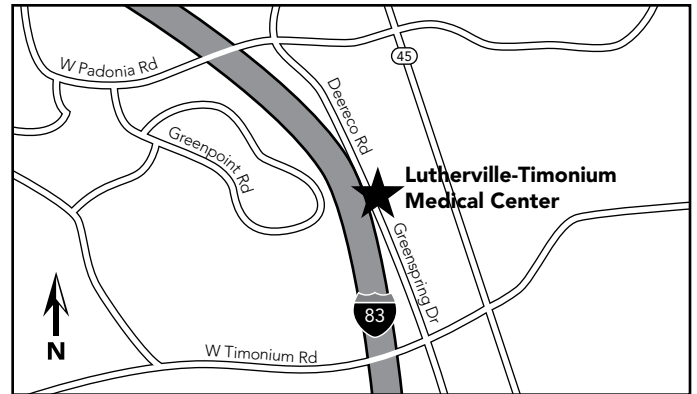 W Padonia Rd
45
Deereco Rd
Greenpoint Rd
Lutherville-Timonium
Medical Center
Greenspring Dr
83
N
W Timonium Rd